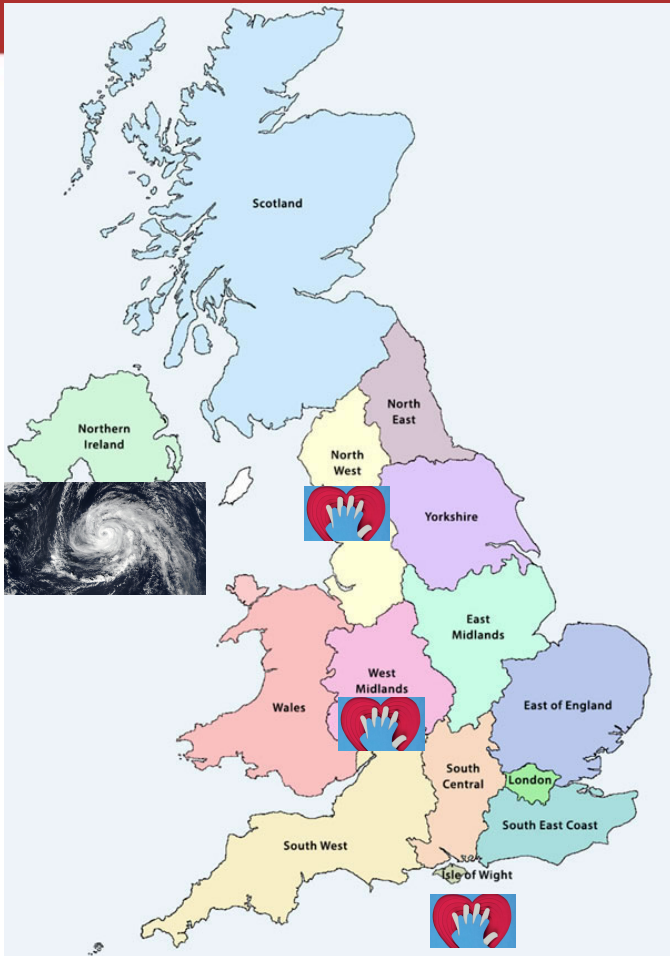 Scotland
North
East
Northern
Ireland
North
West
Yorkshire
East
Midlands
West
Midlands
Wales
East of England
South
Central
London
South East Coast
South West
Isle of Wight